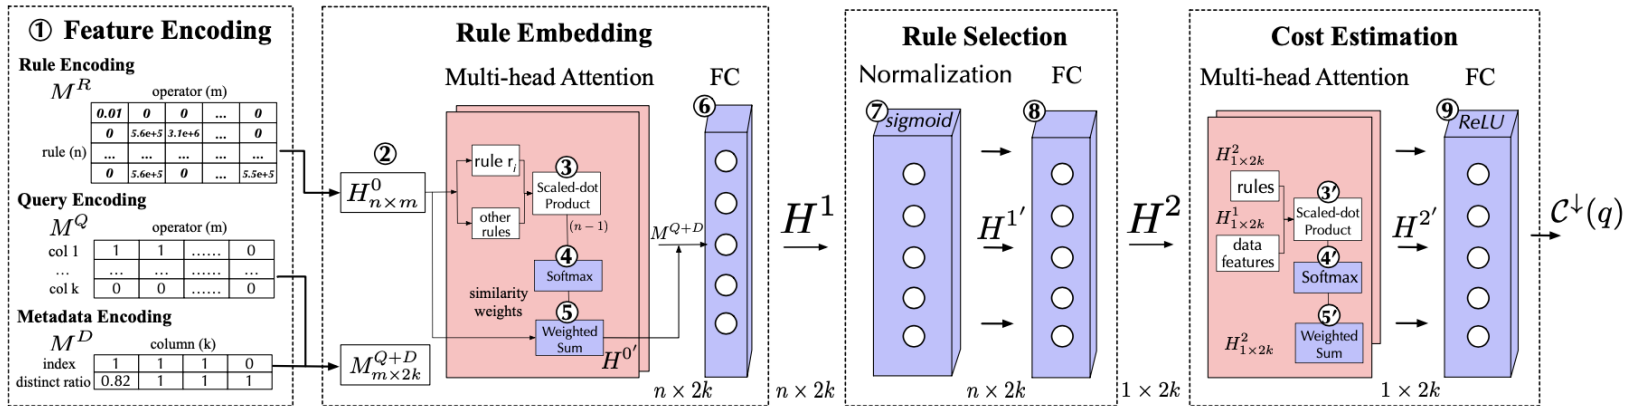 ① Feature Encoding
Rule Encoding
M^R
operator (m)
0.01 0 0 ... 0
0 5.6e+5 3.1e+6 ... 0
rule (n) ... ... ... ... ...
0 5.6e+5 0 ... 5.5e+5
Query Encoding
M^Q
operator (m)
col 1 1 1 ...... 0
... ... ... ...... ...
col k 0 0 ...... 0
Metadata Encoding
M^D
column (k)
index 1 1 1 0
distinct ratio 0.82 1 1 1
Rule Embedding
Multi-head Attention
FC
②
H^0_{n×m}
M^{Q+D}_{m×2k}
rule r_i
other
rules
③
Scaled-dot
Product
(n − 1)
④
Softmax
similarity
weights
⑤
Weighted
Sum
H^{0′}
M^{Q+D}
⑥
n × 2k
H^1
n × 2k
Rule Selection
Normalization
FC
⑦
sigmoid
H^{1′}
n × 2k
⑧
H^2
1 × 2k
Cost Estimation
Multi-head Attention
FC
H^2_{1×2k}
rules
H^1_{1×2k}
data
features
③′
Scaled-dot
Product
④′
Softmax
⑤′
Weighted
Sum
H^2_{1×2k}
H^{2′}
1 × 2k
⑨
ReLU
C^↓(q)